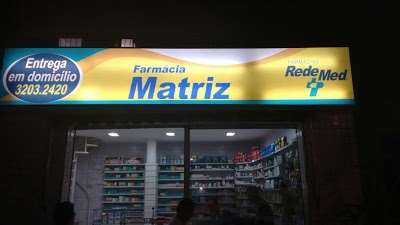 Entrega
em domicílio
3203.2420
Farmácia
Matriz
FARMÁCIAS
RedeMed